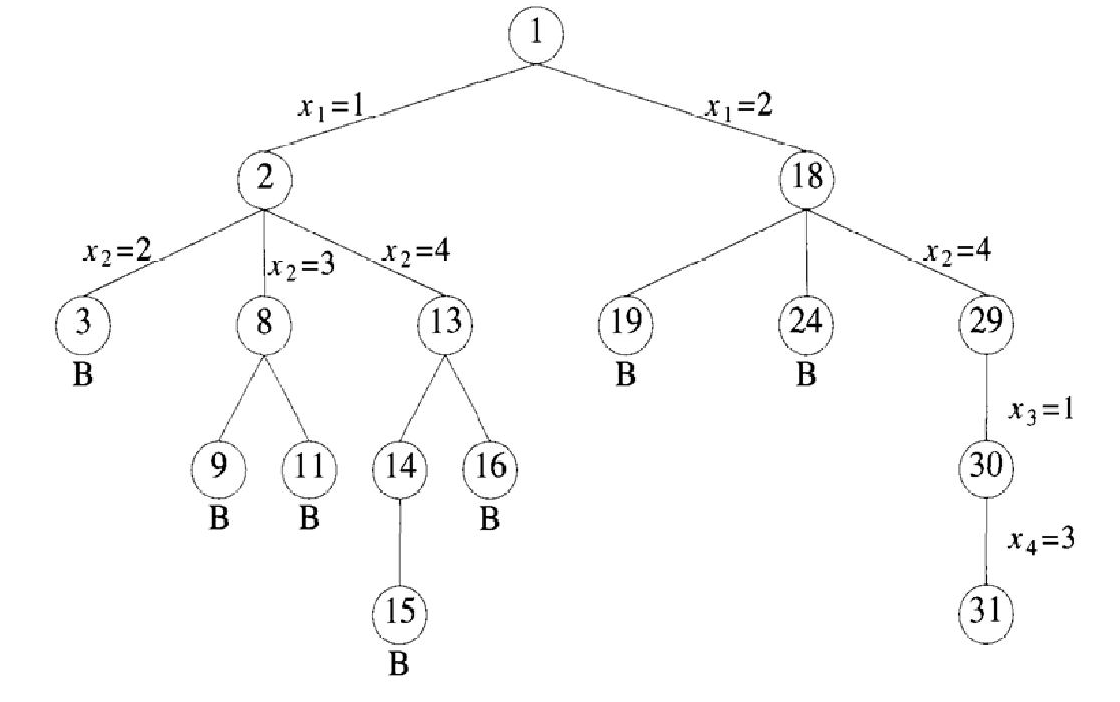 1
x1=1 x1=2
2 18
x2=2 x2=3 x2=4 x2=4
3 8 13 19 24 29
B B B
x3=1
9 11 14 16 30
B B B
x4=3
15 31
B